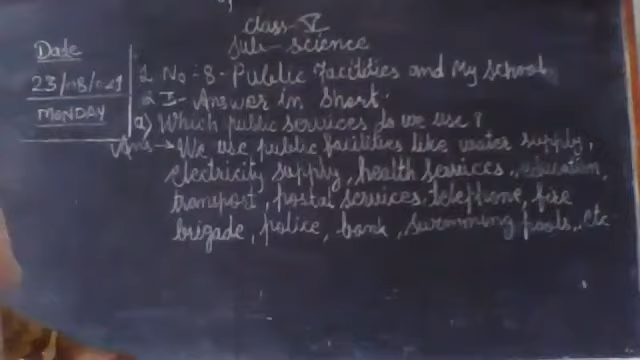 class-V
Sub-science
Date
23/08/021
MONDAY
L No:8-Public Facilities and My School
Q I- Answer in Short:
a) Which public services do we use?
Ans→We use public facilities like water supply,
electricity supply, health services, education,
transport, postal services, telephone, fire
brigade, police, bank, swimming pools, etc